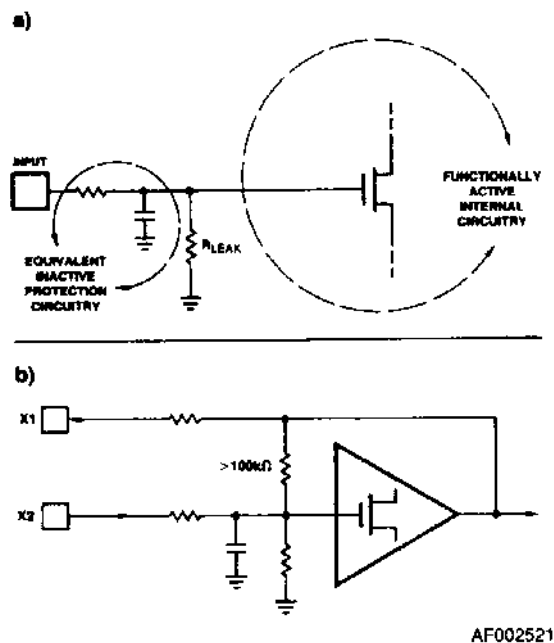 a)
INPUT
EQUIVALENT
INACTIVE
PROTECTION
CIRCUITRY
RLEAK
FUNCTIONALLY
ACTIVE
INTERNAL
CIRCUITRY
b)
X1
>100kΩ
X2
AF002521